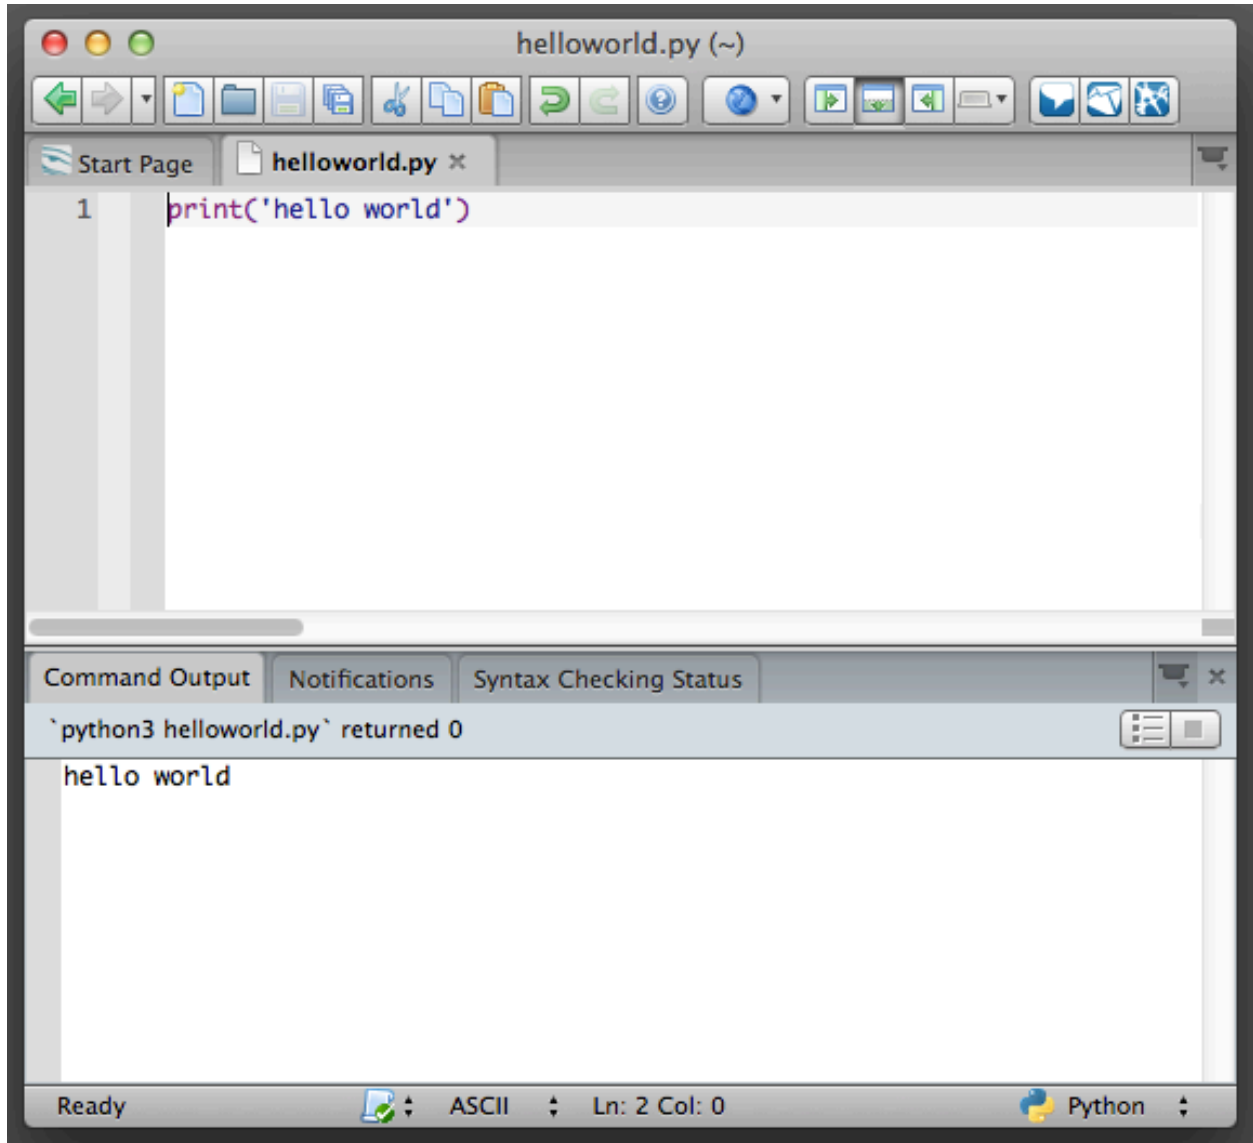 helloworld.py (~)
Start Page helloworld.py
1 print('hello world')
Command Output Notifications Syntax Checking Status
`python3 helloworld.py` returned 0
hello world
Ready ASCII Ln: 2 Col: 0 Python